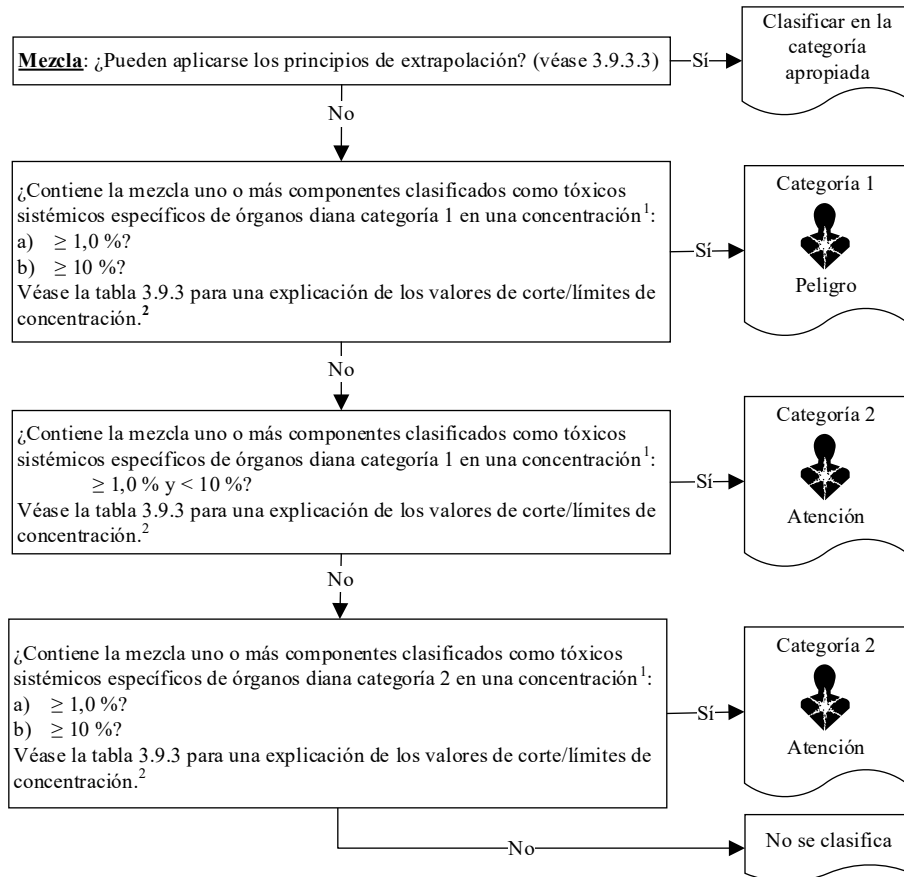 Mezcla: ¿Pueden aplicarse los principios de extrapolación? (véase 3.9.3.3)
Sí
Clasificar en la
categoría
apropiada
No
¿Contiene la mezcla uno o más componentes clasificados como tóxicos
sistémicos específicos de órganos diana categoría 1 en una concentración¹:
a) ≥ 1,0 %?
b) ≥ 10 %?
Véase la tabla 3.9.3 para una explicación de los valores de corte/límites de
concentración.²
Sí
Categoría 1
Peligro
No
¿Contiene la mezcla uno o más componentes clasificados como tóxicos
sistémicos específicos de órganos diana categoría 1 en una concentración¹:
≥ 1,0 % y < 10 %?
Véase la tabla 3.9.3 para una explicación de los valores de corte/límites de
concentración.²
Sí
Categoría 2
Atención
No
¿Contiene la mezcla uno o más componentes clasificados como tóxicos
sistémicos específicos de órganos diana categoría 2 en una concentración¹:
a) ≥ 1,0 %?
b) ≥ 10 %?
Véase la tabla 3.9.3 para una explicación de los valores de corte/límites de
concentración.²
Sí
Categoría 2
Atención
No
No se clasifica